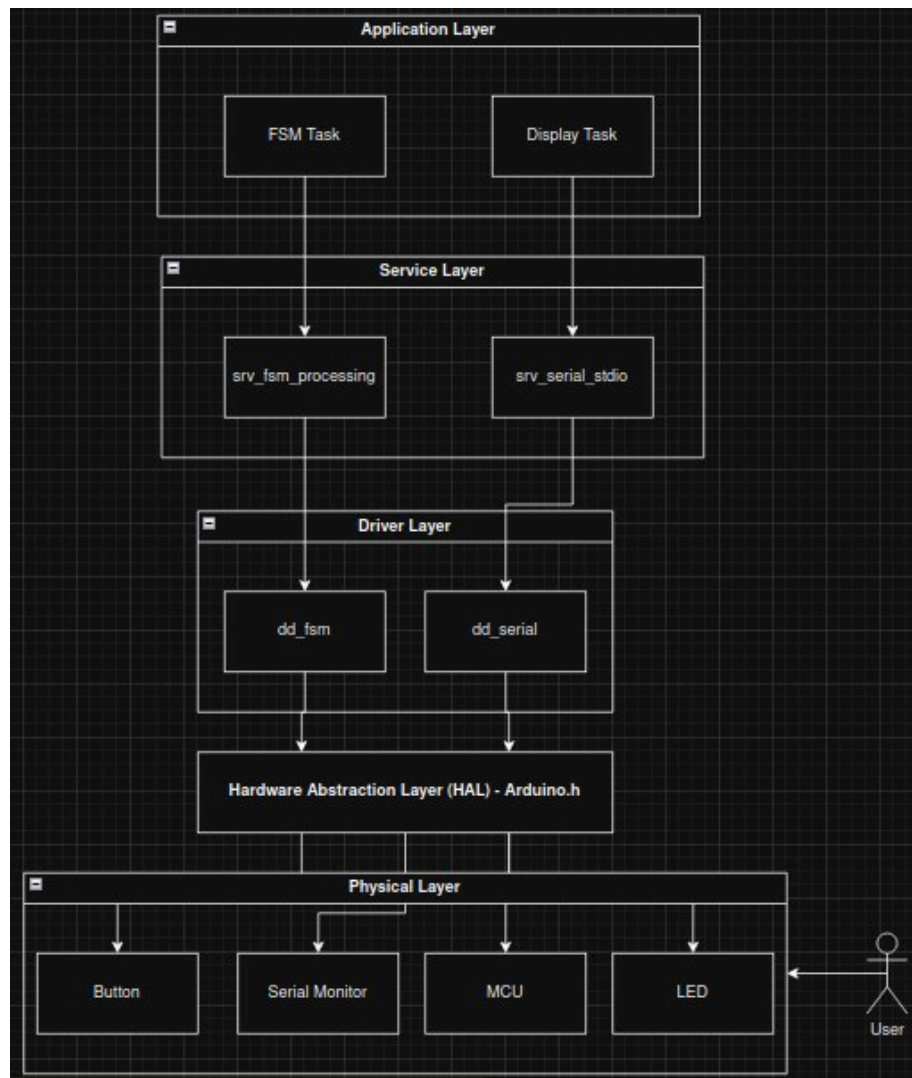 Application Layer
FSM Task
Display Task
Service Layer
srv_fsm_processing
srv_serial_stdio
Driver Layer
dd_fsm
dd_serial
Hardware Abstraction Layer (HAL) - Arduino.h
Physical Layer
Button
Serial Monitor
MCU
LED
User